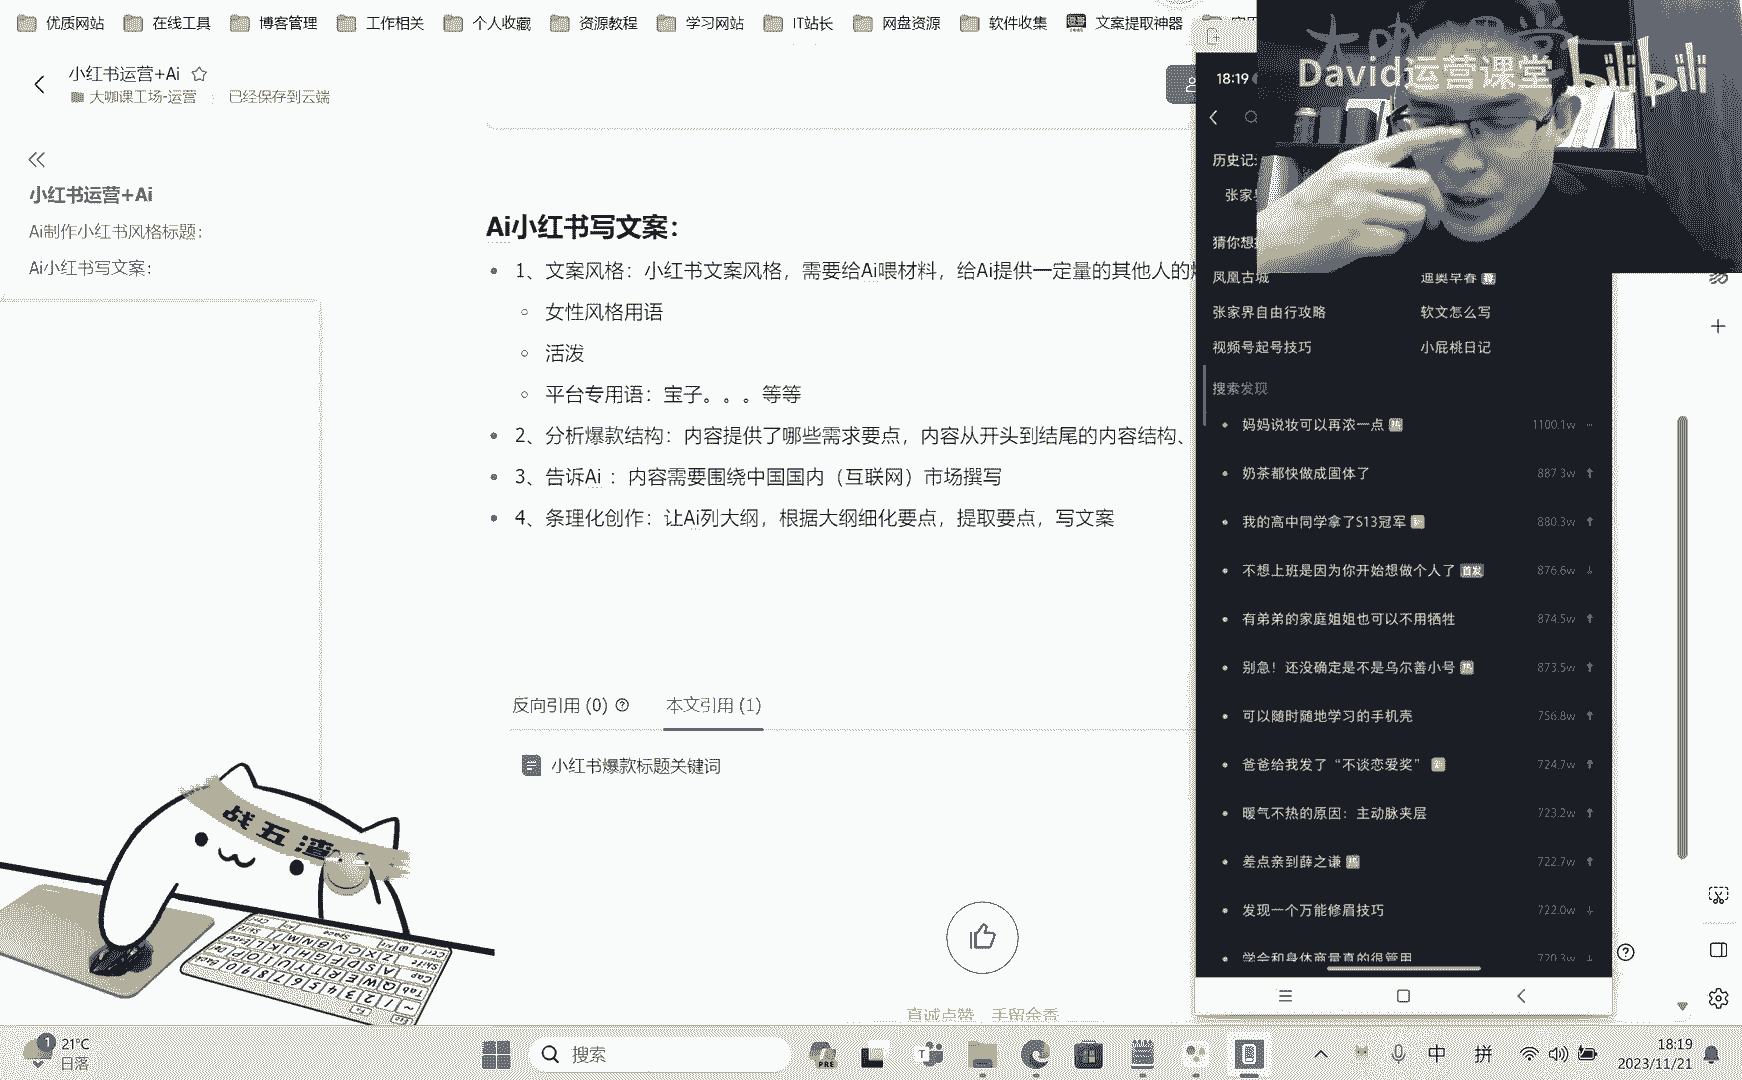 优质网站 在线工具 博客管理 工作相关 个人收藏 资源教程 学习网站 IT站长 网盘资源 软件收集 文案提取神器
小红书运营+Ai
大咖课工场-运营 已经保存到云端
小红书运营+Ai
Ai制作小红书风格标题：
Ai小红书写文案：
Ai小红书写文案：
1、文案风格：小红书文案风格，需要给Ai喂材料，给Ai提供一定量的其他人的
女性风格用语
活泼
平台专用语：宝子。。。等等
2、分析爆款结构：内容提供了哪些需求要点，内容从开头到结尾的内容结构、
3、告诉Ai ：内容需要围绕中国国内（互联网）市场撰写
4、条理化创作：让Ai列大纲，根据大纲细化要点，提取要点，写文案
反向引用 (0)
本文引用 (1)
小红书爆款标题关键词
真诚点赞，手留余香
战五渣
David运营课堂
bilibili
18:19
历史记
张家
猜你想
凤凰古城
迪奥早春
张家界自由行攻略
软文怎么写
视频号起号技巧
小屁桃日记
搜索发现
妈妈说妆可以再浓一点 热 1100.1w
奶茶都快做成固体了 887.3w
我的高中同学拿了S13冠军 880.3w
不想上班是因为你开始想做个人了 首发 876.6w
有弟弟的家庭姐姐也可以不用牺牲 874.5w
别急！还没确定是不是乌尔善小号 热 873.5w
可以随时随地学习的手机壳 756.8w
爸爸给我发了“不谈恋爱奖” 724.7w
暖气不热的原因：主动脉夹层 723.2w
差点亲到薛之谦 热 722.7w
发现一个万能修眉技巧 722.0w
学会和身体商量真的很管用 720.3w
1
21°C
日落
搜索
PRE
中
拼
18:19
2023/11/21